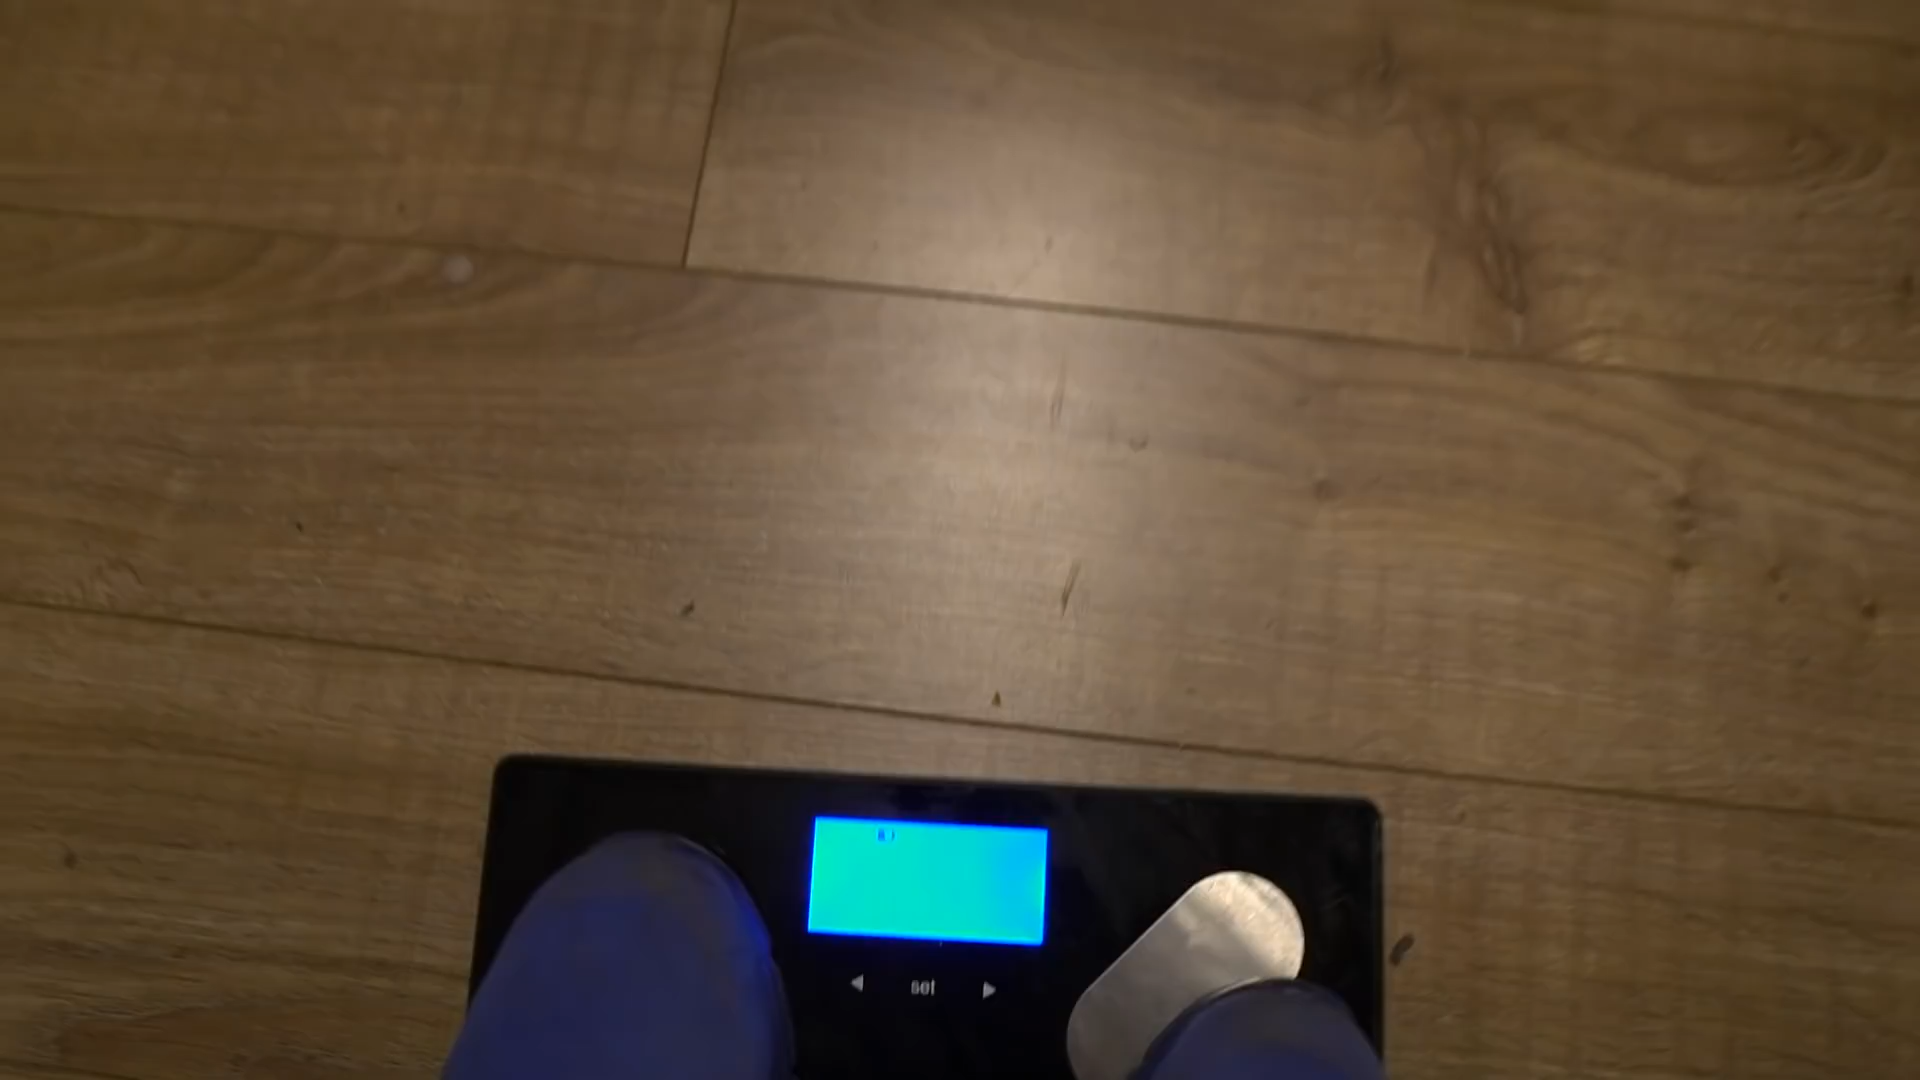 ◀ set ▶